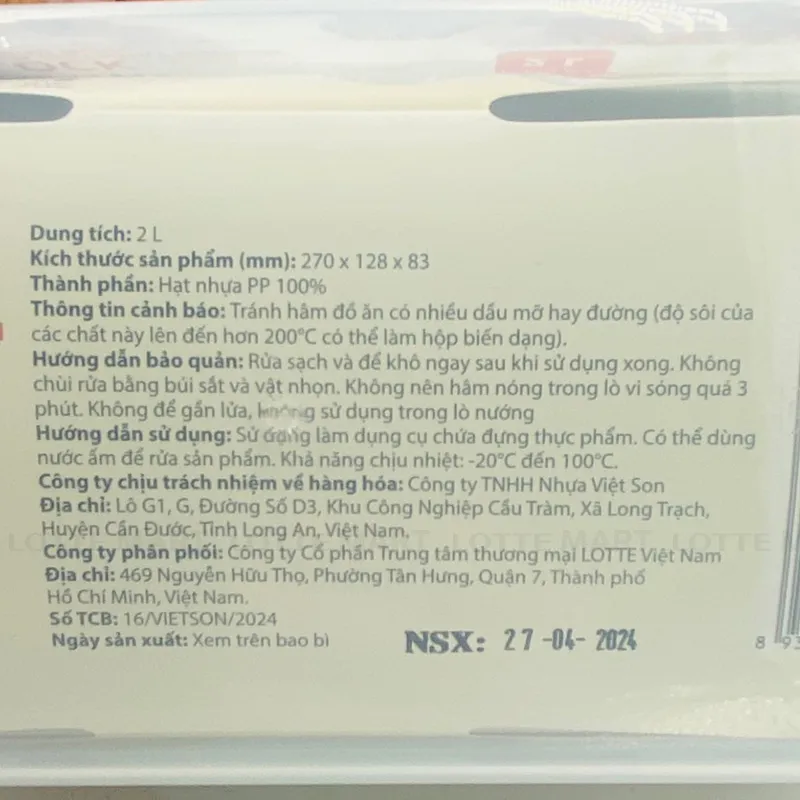 Dung tích: 2 L
Kích thước sản phẩm (mm): 270 x 128 x 83
Thành phần: Hạt nhựa PP 100%
Thông tin cảnh báo: Tránh hâm đồ ăn có nhiều dầu mỡ hay đường (độ sôi của
các chất này lên đến hơn 200°C có thể làm hộp biến dạng).
Hướng dẫn bảo quản: Rửa sạch và để khô ngay sau khi sử dụng xong. Không
chùi rửa bằng búi sắt và vật nhọn. Không nên hâm nóng trong lò vi sóng quá 3
phút. Không để gần lửa, không sử dụng trong lò nướng
Hướng dẫn sử dụng: Sử dụng làm dụng cụ chứa đựng thực phẩm. Có thể dùng
nước ấm để rửa sản phẩm. Khả năng chịu nhiệt: -20°C đến 100°C.
Công ty chịu trách nhiệm về hàng hóa: Công ty TNHH Nhựa Việt Son
Địa chỉ: Lô G1, G, Đường Số D3, Khu Công Nghiệp Cầu Tràm, Xã Long Trạch,
Huyện Cần Đước, Tỉnh Long An, Việt Nam.
LOTTE MART LOTTE
Công ty phân phối: Công ty Cổ phần Trung tâm thương mại LOTTE Việt Nam
Địa chỉ: 469 Nguyễn Hữu Thọ, Phường Tân Hưng, Quận 7, Thành phố
Hồ Chí Minh, Việt Nam.
Số TCB: 16/VIETSON/2024
Ngày sản xuất: Xem trên bao bì
NSX: 27-04-2024
8 93